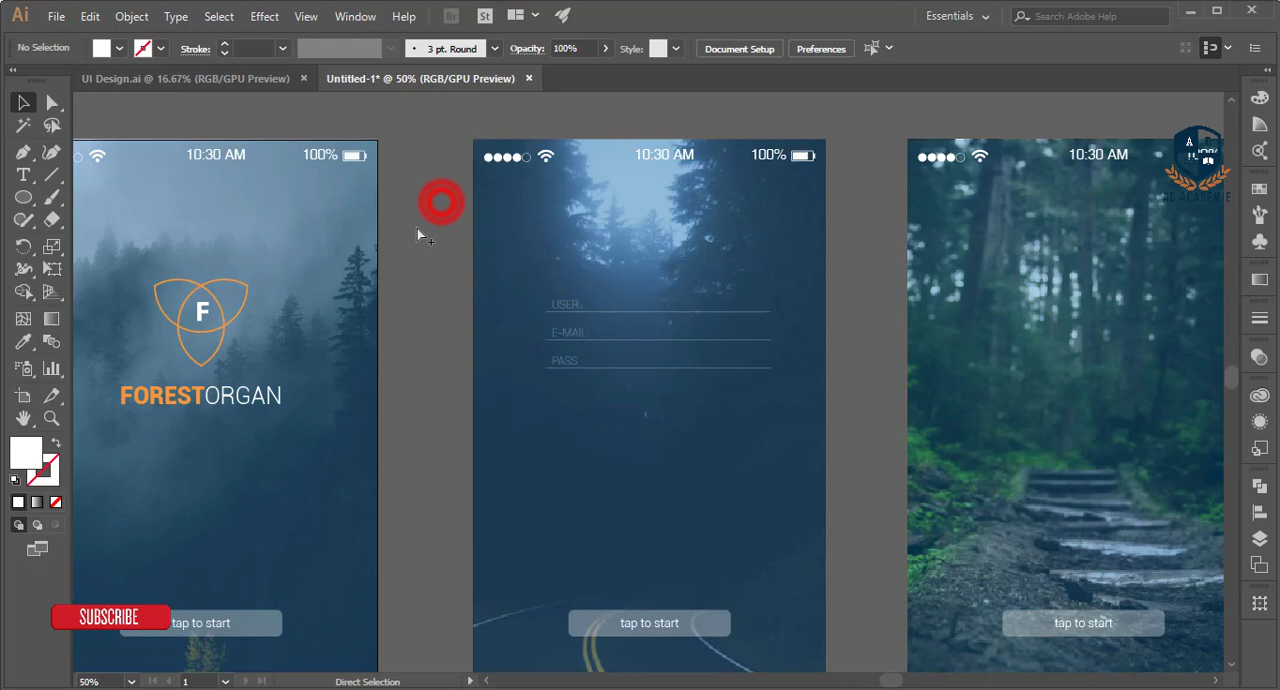 Ai File Edit Object Type Select Effect View Window Help Br St Essentials Search Adobe Help
No Selection Stroke: 3 pt. Round Opacity: 100% Style: Document Setup Preferences
UI Design.ai @ 16.67% (RGB/GPU Preview) × Untitled-1* @ 50% (RGB/GPU Preview) ×
10:30 AM 100%
F
FORESTORGAN
tap to start
10:30 AM 100%
USER
E-MAIL
PASS
tap to start
10:30 AM
A
tap to start
SUBSCRIBE
50% 1 Direct Selection